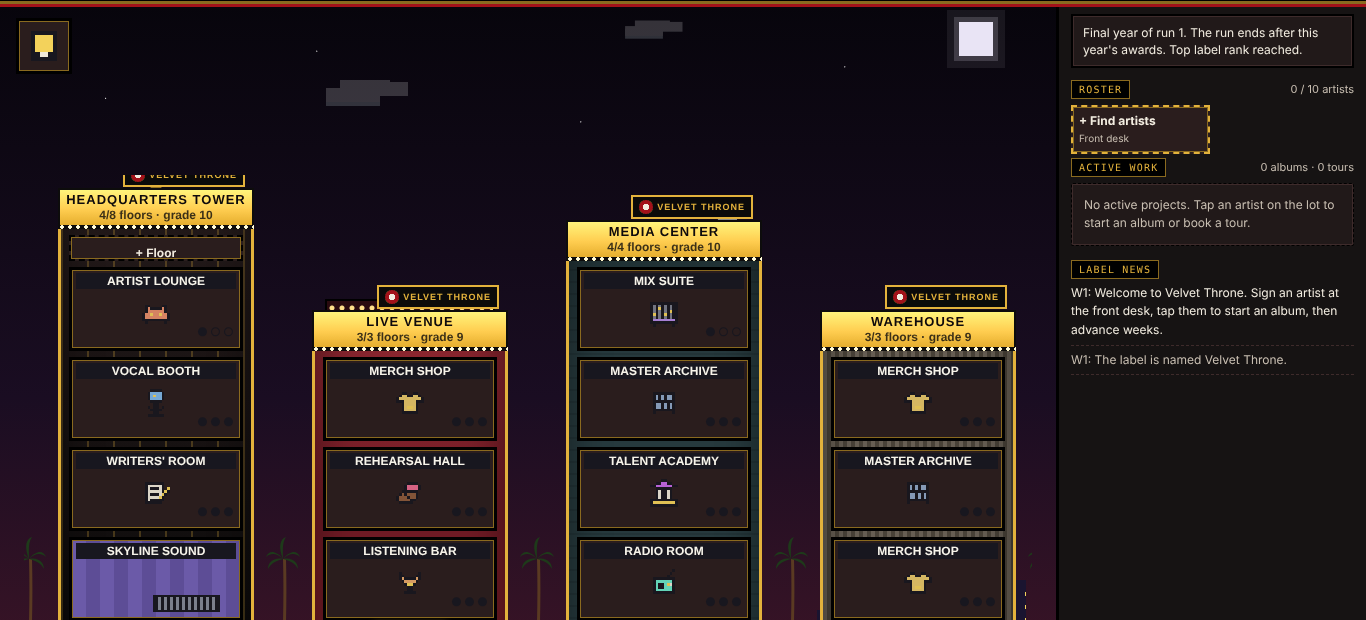 VELVET THRONE
HEADQUARTERS TOWER
4/8 floors · grade 10
+ Floor
ARTIST LOUNGE
VOCAL BOOTH
WRITERS' ROOM
SKYLINE SOUND
VELVET THRONE
LIVE VENUE
3/3 floors · grade 9
MERCH SHOP
REHEARSAL HALL
LISTENING BAR
VELVET THRONE
MEDIA CENTER
4/4 floors · grade 10
MIX SUITE
MASTER ARCHIVE
TALENT ACADEMY
RADIO ROOM
VELVET THRONE
WAREHOUSE
3/3 floors · grade 9
MERCH SHOP
MASTER ARCHIVE
MERCH SHOP
Final year of run 1. The run ends after this
year's awards. Top label rank reached.
ROSTER
0 / 10 artists
+ Find artists
Front desk
ACTIVE WORK
0 albums · 0 tours
No active projects. Tap an artist on the lot to
start an album or book a tour.
LABEL NEWS
W1: Welcome to Velvet Throne. Sign an artist at
the front desk, tap them to start an album, then
advance weeks.
W1: The label is named Velvet Throne.